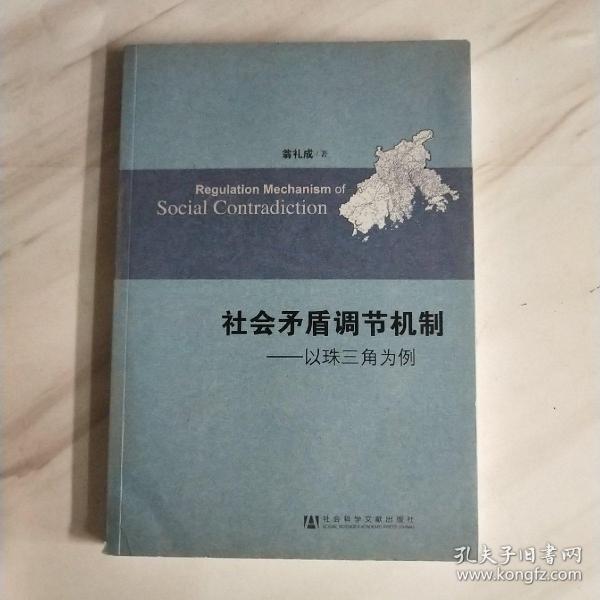 翁礼成/著
Regulation Mechanism of
Social Contradiction
社会矛盾调节机制
——以珠三角为例
社会科学文献出版社
孔夫子旧书网
www.kongfz.com